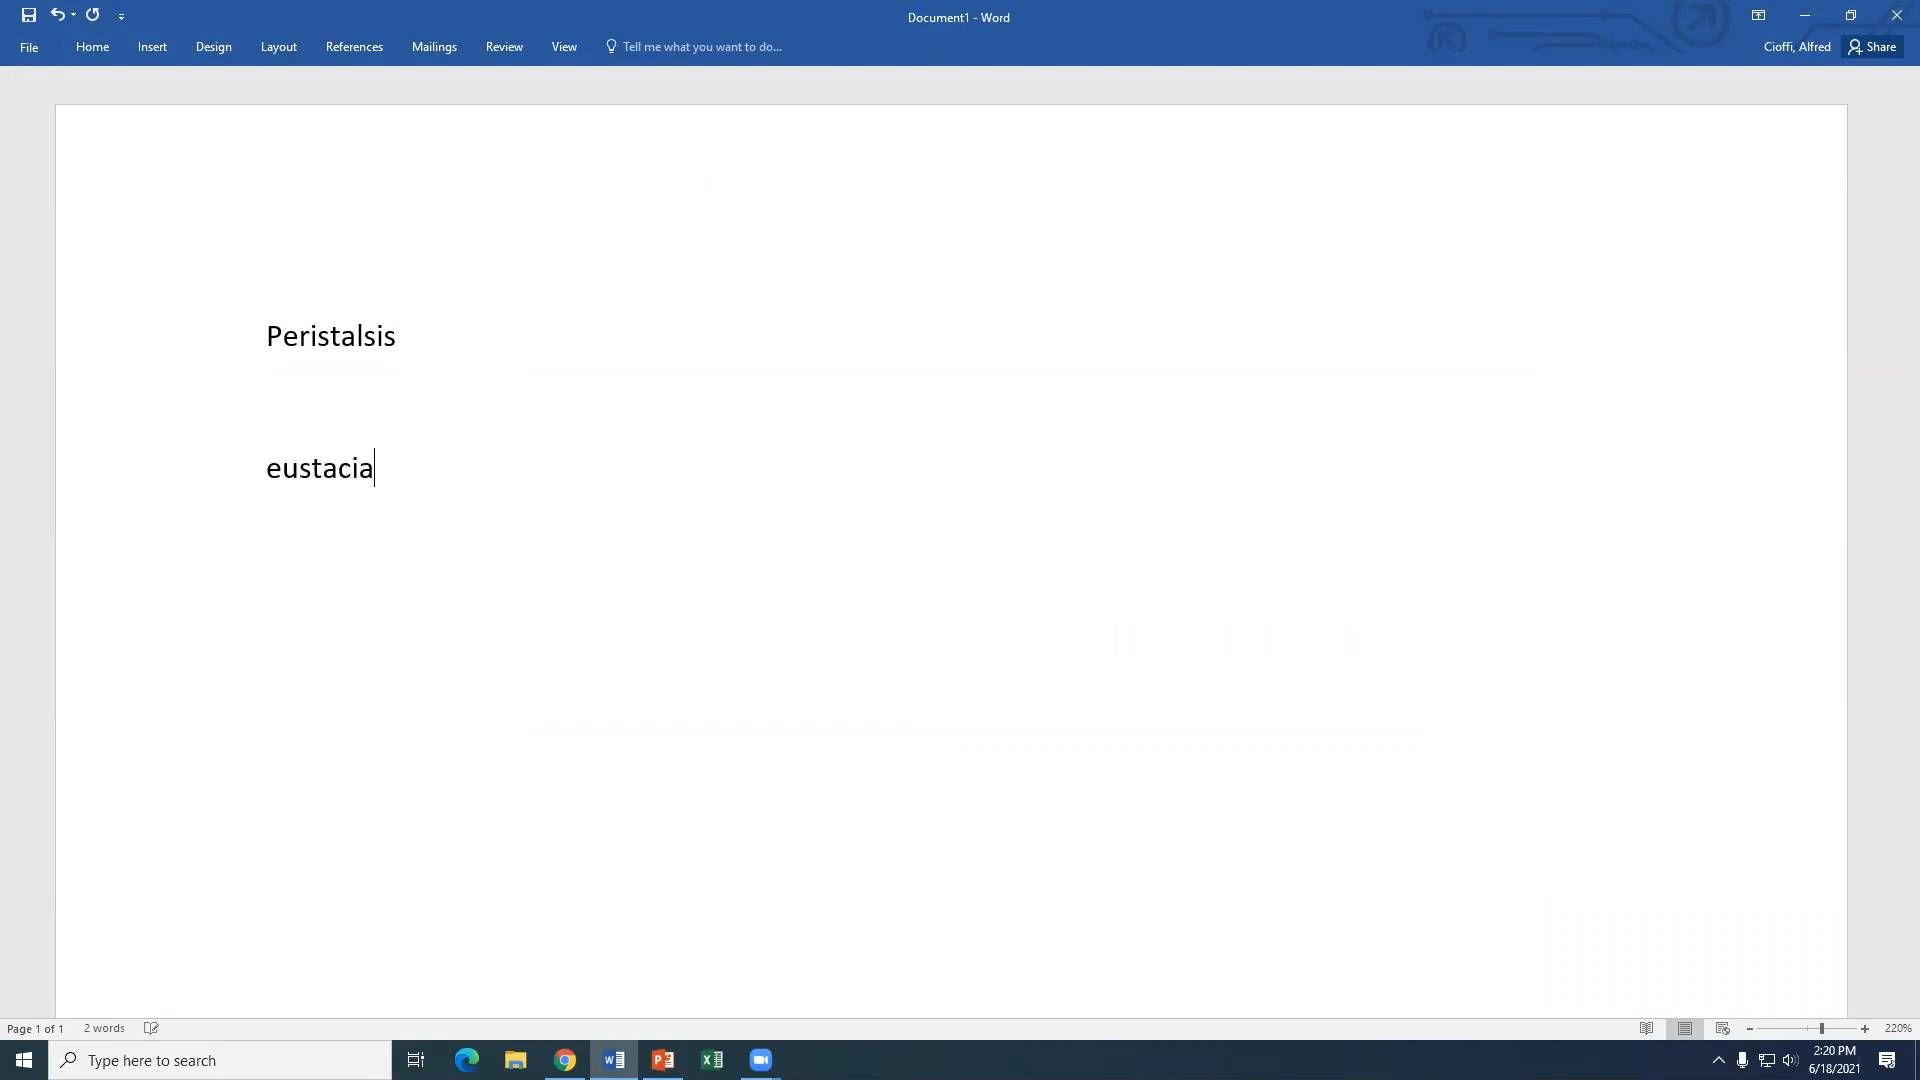 Document1 - Word
File Home Insert Design Layout References Mailings Review View Tell me what you want to do... Cioffi, Alfred Share
Peristalsis
eustacia
Page 1 of 1 2 words 220%
Type here to search 2:20 PM
6/18/2021